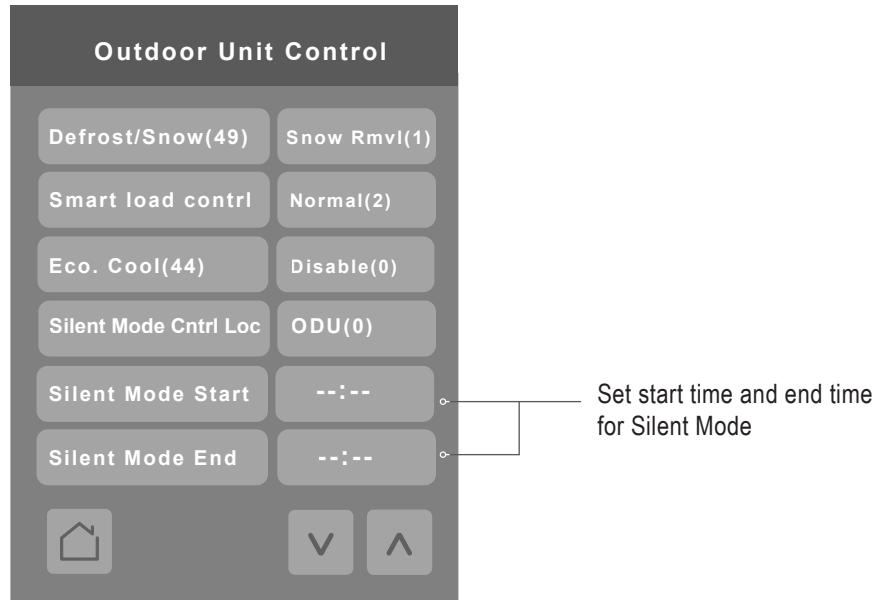 Outdoor Unit Control
Defrost/Snow(49) Snow Rmvl(1)
Smart load contrl Normal(2)
Eco. Cool(44) Disable(0)
Silent Mode Cntrl Loc ODU(0)
Silent Mode Start --:--
Silent Mode End --:--
Set start time and end time
for Silent Mode